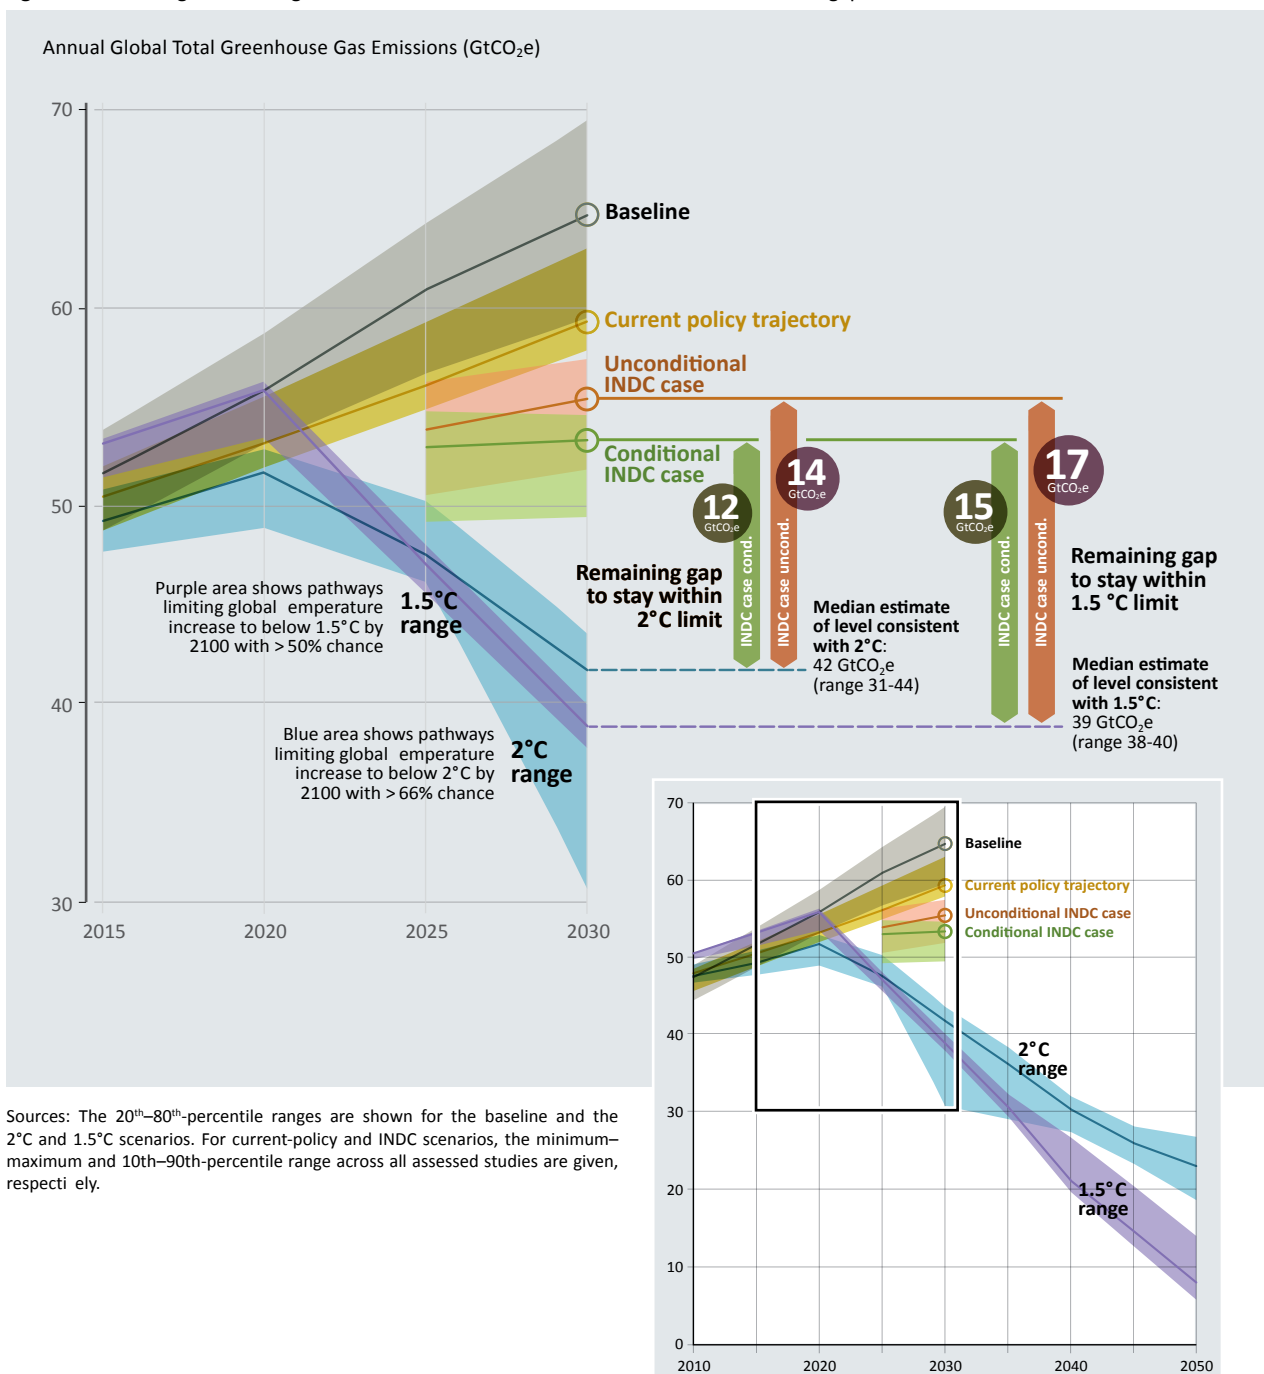 Annual Global Total Greenhouse Gas Emissions (GtCO₂e)
70
60
50
40
30
2015
2020
2025
2030
Baseline
Current policy trajectory
Unconditional
INDC case
Conditional
INDC case
12
GtCO₂e
14
GtCO₂e
15
GtCO₂e
17
GtCO₂e
INDC case cond.
INDC case uncond.
INDC case cond.
INDC case uncond.
Remaining gap
to stay within
2°C limit
Remaining gap
to stay within
1.5 °C limit
Median estimate
of level consistent
with 2°C:
42 GtCO₂e
(range 31-44)
Median estimate
of level consistent
with 1.5°C:
39 GtCO₂e
(range 38-40)
Purple area shows pathways
limiting global emperature
increase to below 1.5°C by
2100 with > 50% chance
1.5°C
range
Blue area shows pathways
limiting global emperature
increase to below 2°C by
2100 with > 66% chance
2°C
range
70
60
50
40
30
20
10
0
2010
2020
2030
2040
2050
Baseline
Current policy trajectory
Unconditional INDC case
Conditional INDC case
2°C
range
1.5°C
range
Sources: The 20th–80th-percentile ranges are shown for the baseline and the
2°C and 1.5°C scenarios. For current-policy and INDC scenarios, the minimum–
maximum and 10th–90th-percentile range across all assessed studies are given,
respecti ely.